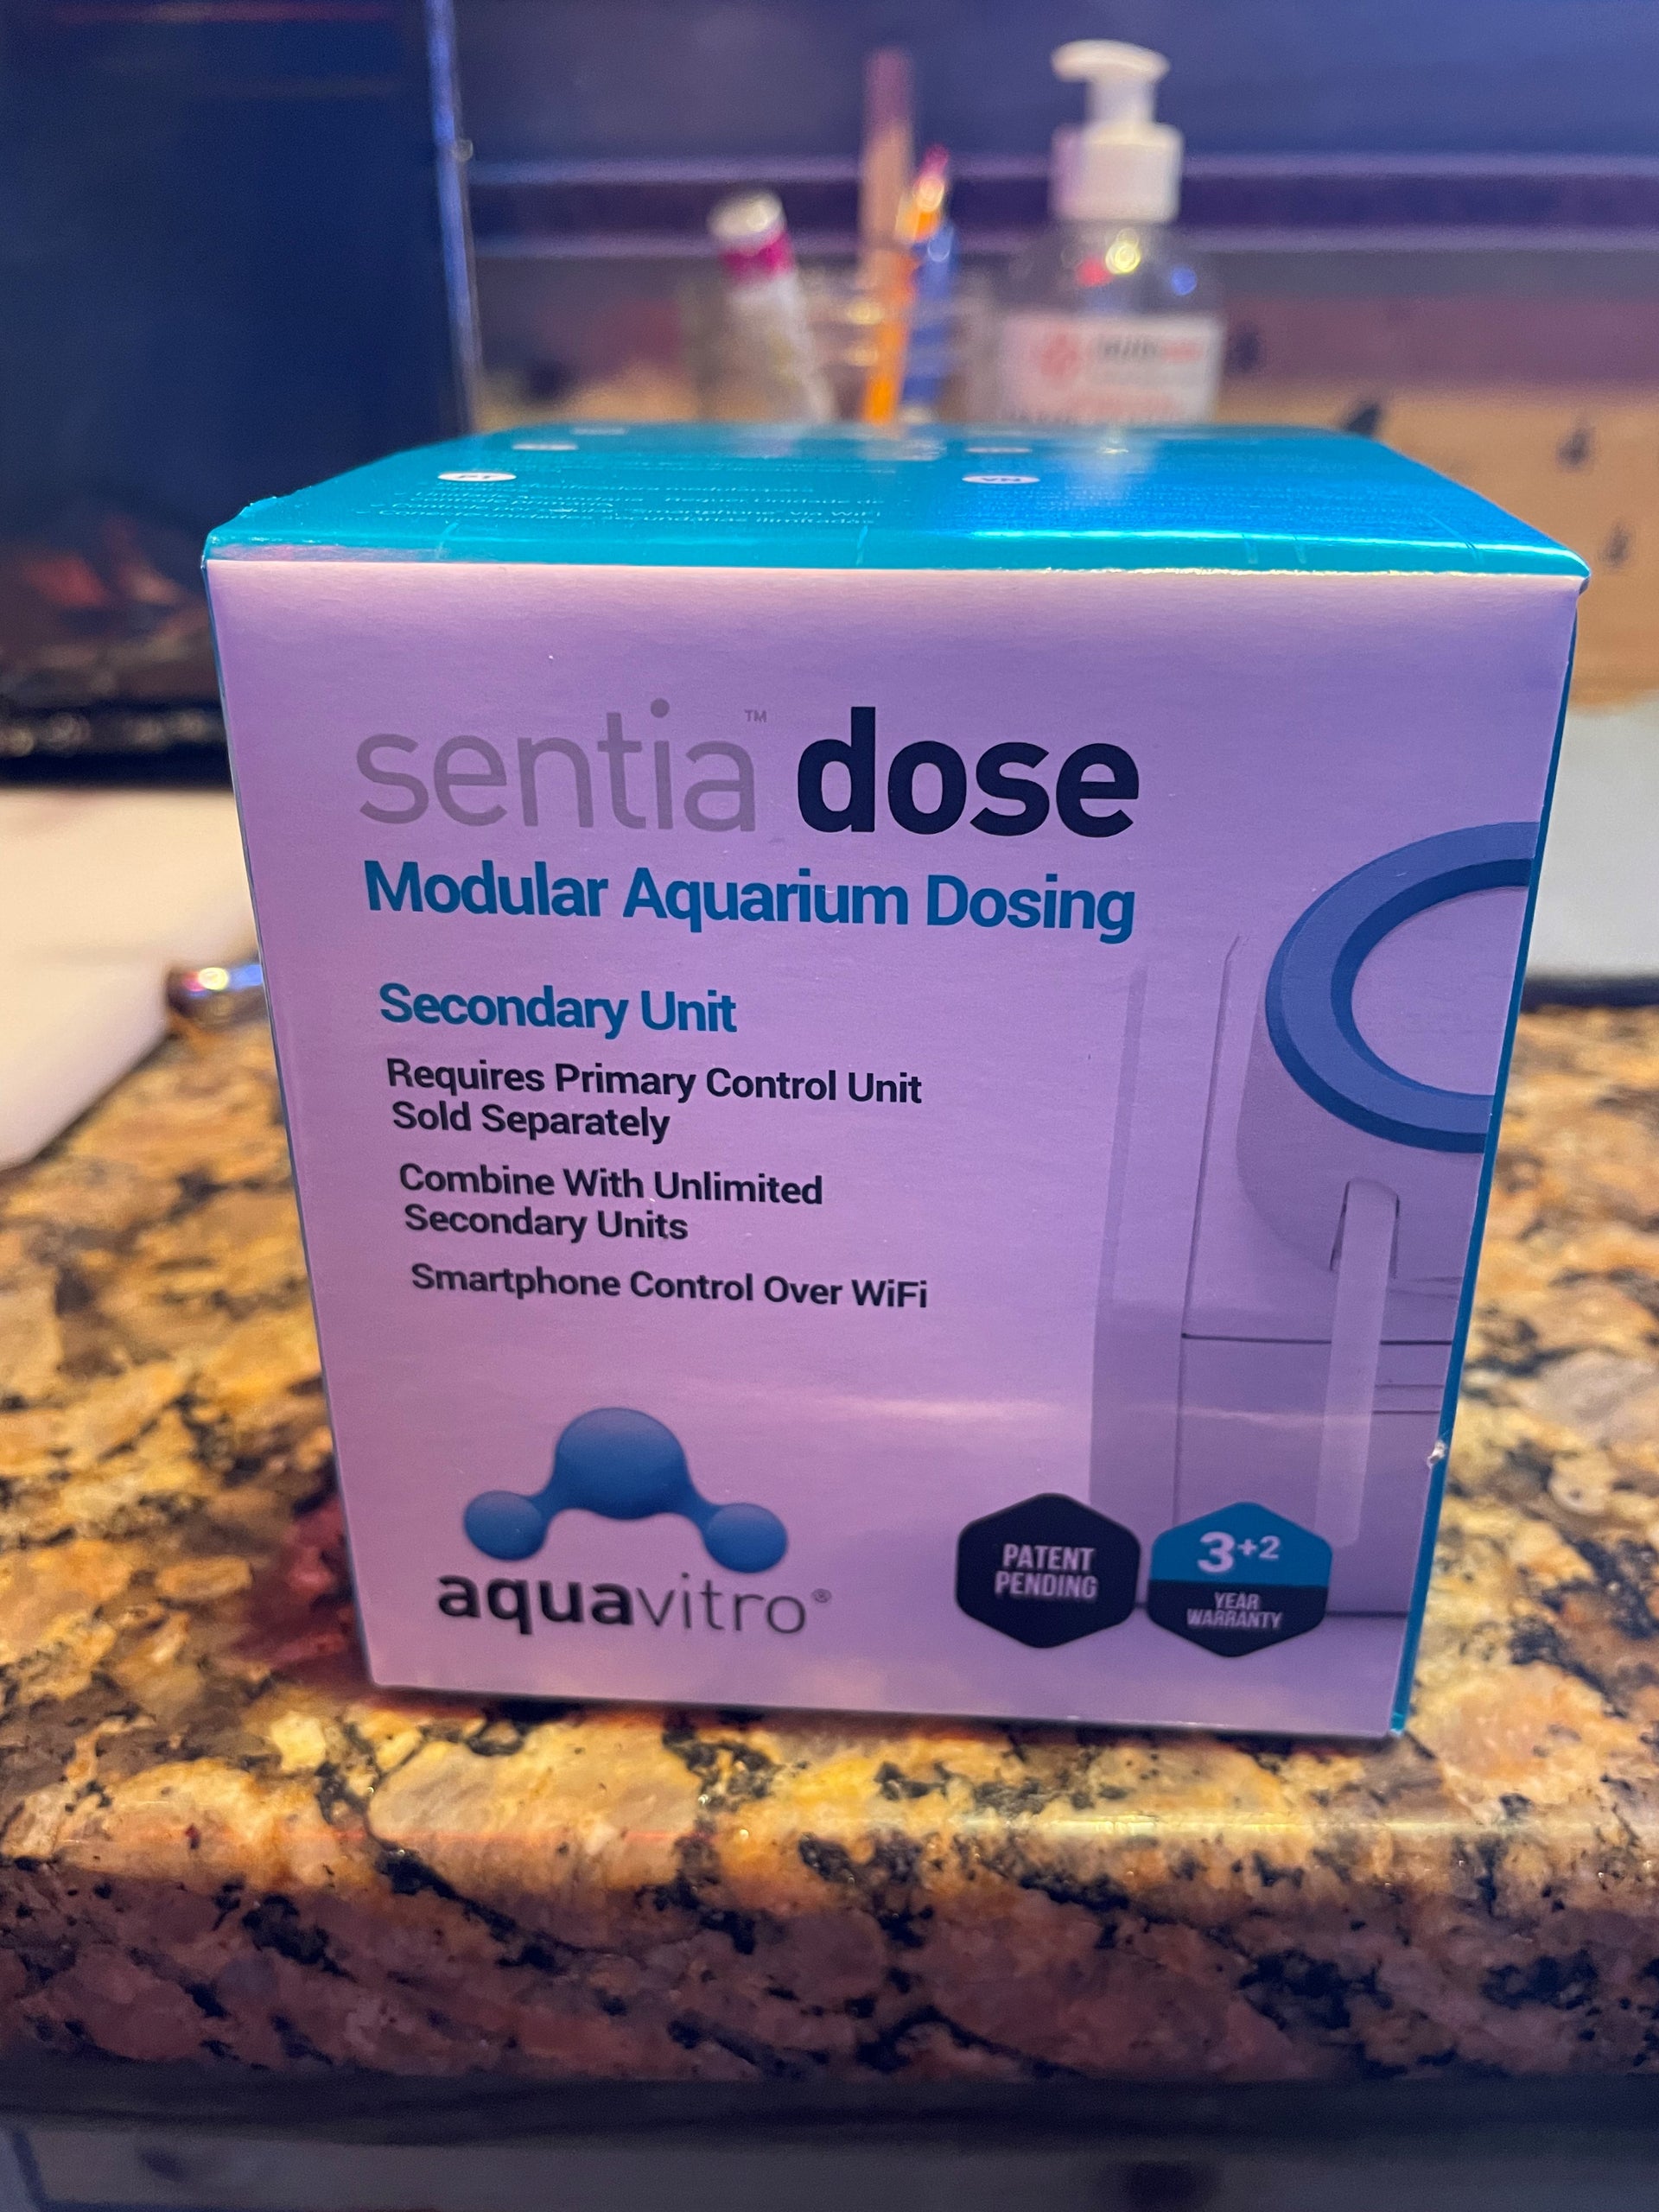 sentia™ dose
Modular Aquarium Dosing
Secondary Unit
Requires Primary Control Unit
Sold Separately
Combine With Unlimited
Secondary Units
Smartphone Control Over WiFi
aquavitro®
PATENT
PENDING
3+2
YEAR
WARRANTY